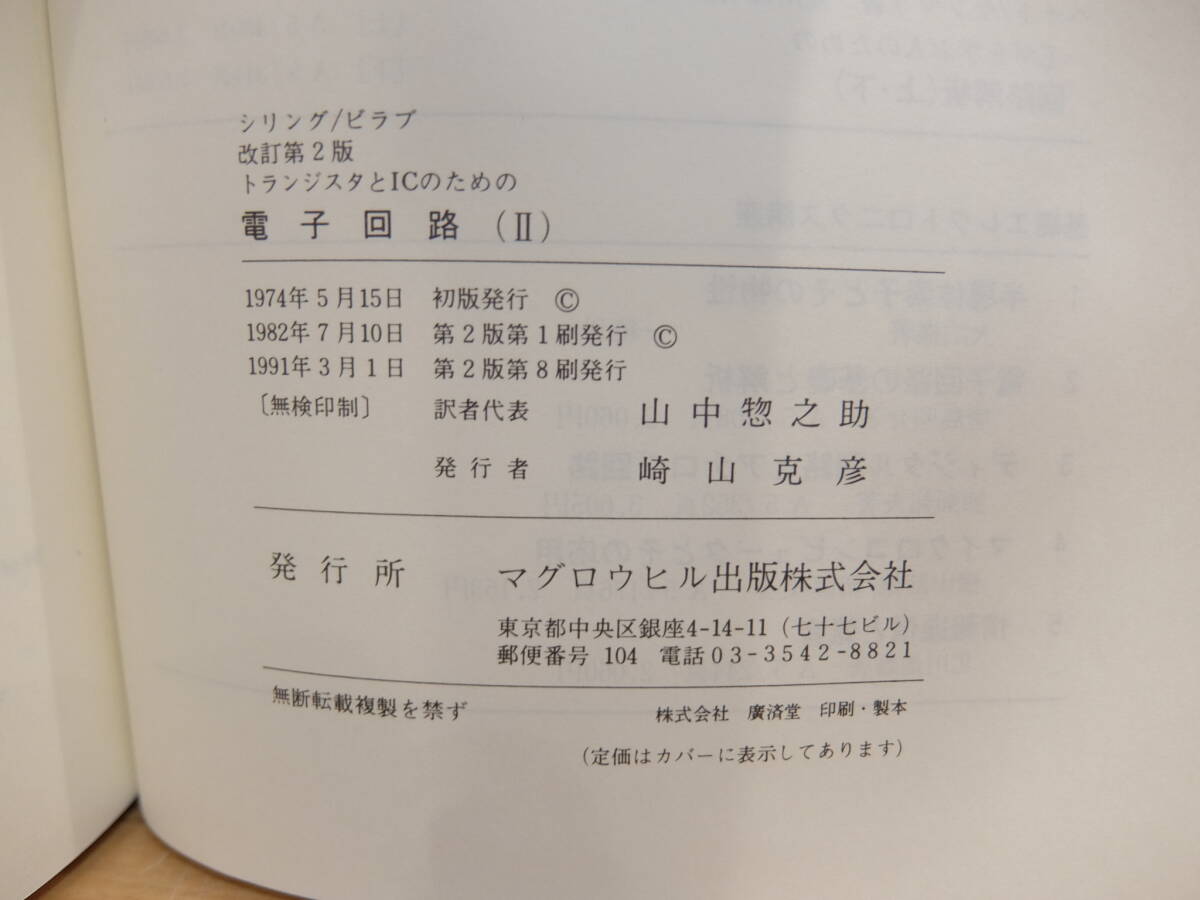 シリング/ビラブ
改訂第2版
トランジスタとICのための
電子回路(II)
1974年5月15日 初版発行 ©
1982年7月10日 第2版第1刷発行 ©
1991年3月1日 第2版第8刷発行
〔無検印制〕 訳者代表 山中惣之助
発行者 崎山克彦
発行所 マグロウヒル出版株式会社
東京都中央区銀座4-14-11(七十七ビル)
郵便番号 104 電話03-3542-8821
無断転載複製を禁ず 株式会社 廣済堂 印刷・製本
(定価はカバーに表示してあります)